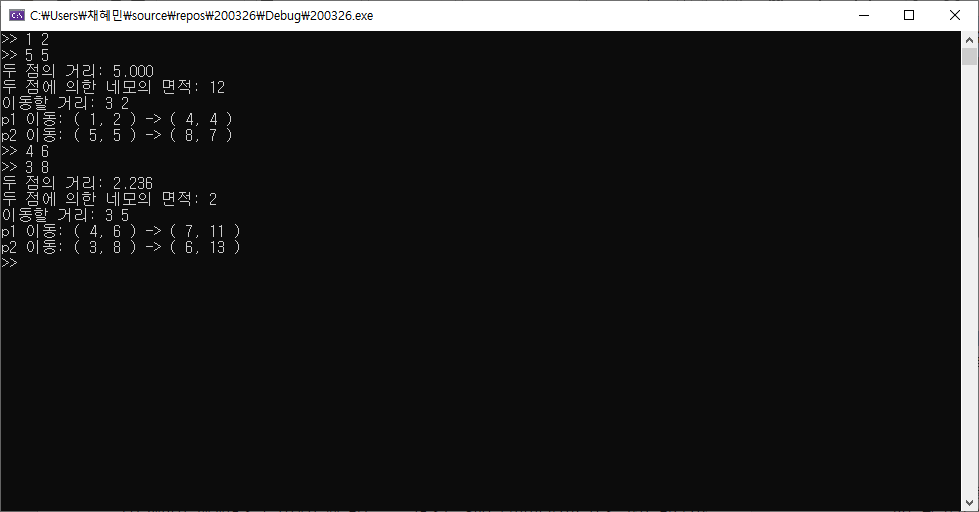 C:\Users\채혜민\source\repos\200326\Debug\200326.exe
>> 1 2
>> 5 5
두 점의 거리: 5.000
두 점에 의한 네모의 면적: 12
이동할 거리: 3 2
p1 이동: ( 1, 2 ) -> ( 4, 4 )
p2 이동: ( 5, 5 ) -> ( 8, 7 )
>> 4 6
>> 3 8
두 점의 거리: 2.236
두 점에 의한 네모의 면적: 2
이동할 거리: 3 5
p1 이동: ( 4, 6 ) -> ( 7, 11 )
p2 이동: ( 3, 8 ) -> ( 6, 13 )
>>